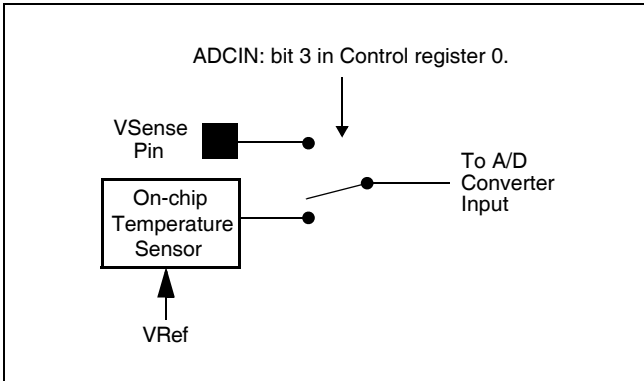 ADCIN: bit 3 in Control register 0.
VSense
Pin
To A/D
Converter
Input
On-chip
Temperature
Sensor
VRef